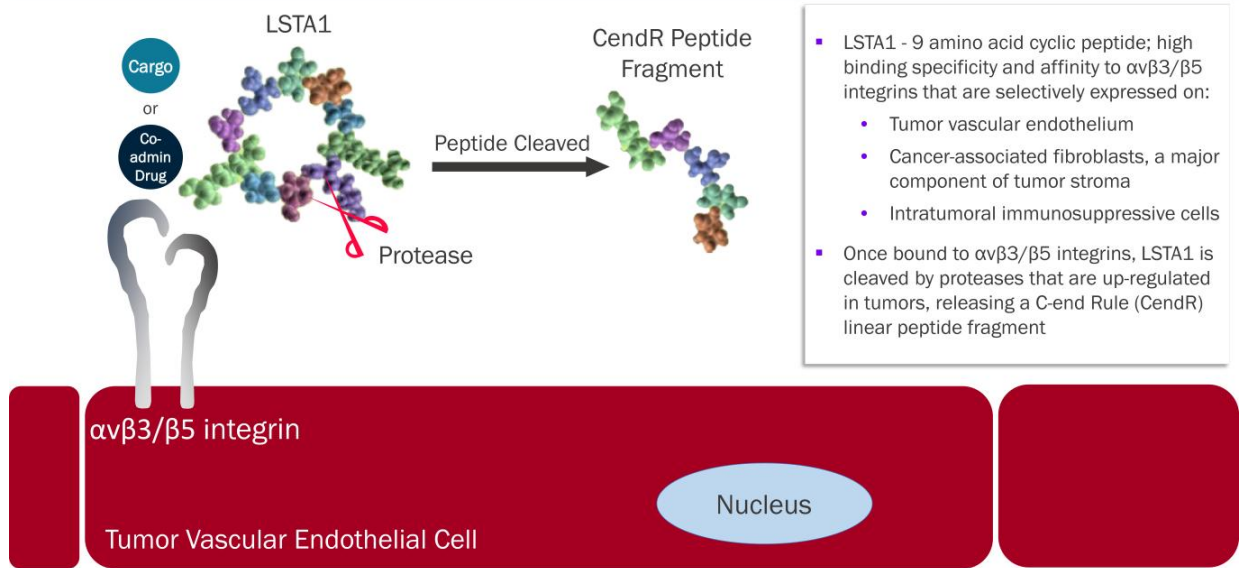 LSTA1
Cargo
or
Co-
admin
Drug
CendR Peptide
Fragment
Peptide Cleaved
Protease
▪ LSTA1 - 9 amino acid cyclic peptide; high
binding specificity and affinity to αvβ3/β5
integrins that are selectively expressed on:
• Tumor vascular endothelium
• Cancer-associated fibroblasts, a major
component of tumor stroma
• Intratumoral immunosuppressive cells
▪ Once bound to αvβ3/β5 integrins, LSTA1 is
cleaved by proteases that are up-regulated
in tumors, releasing a C-end Rule (CendR)
linear peptide fragment
αvβ3/β5 integrin
Nucleus
Tumor Vascular Endothelial Cell